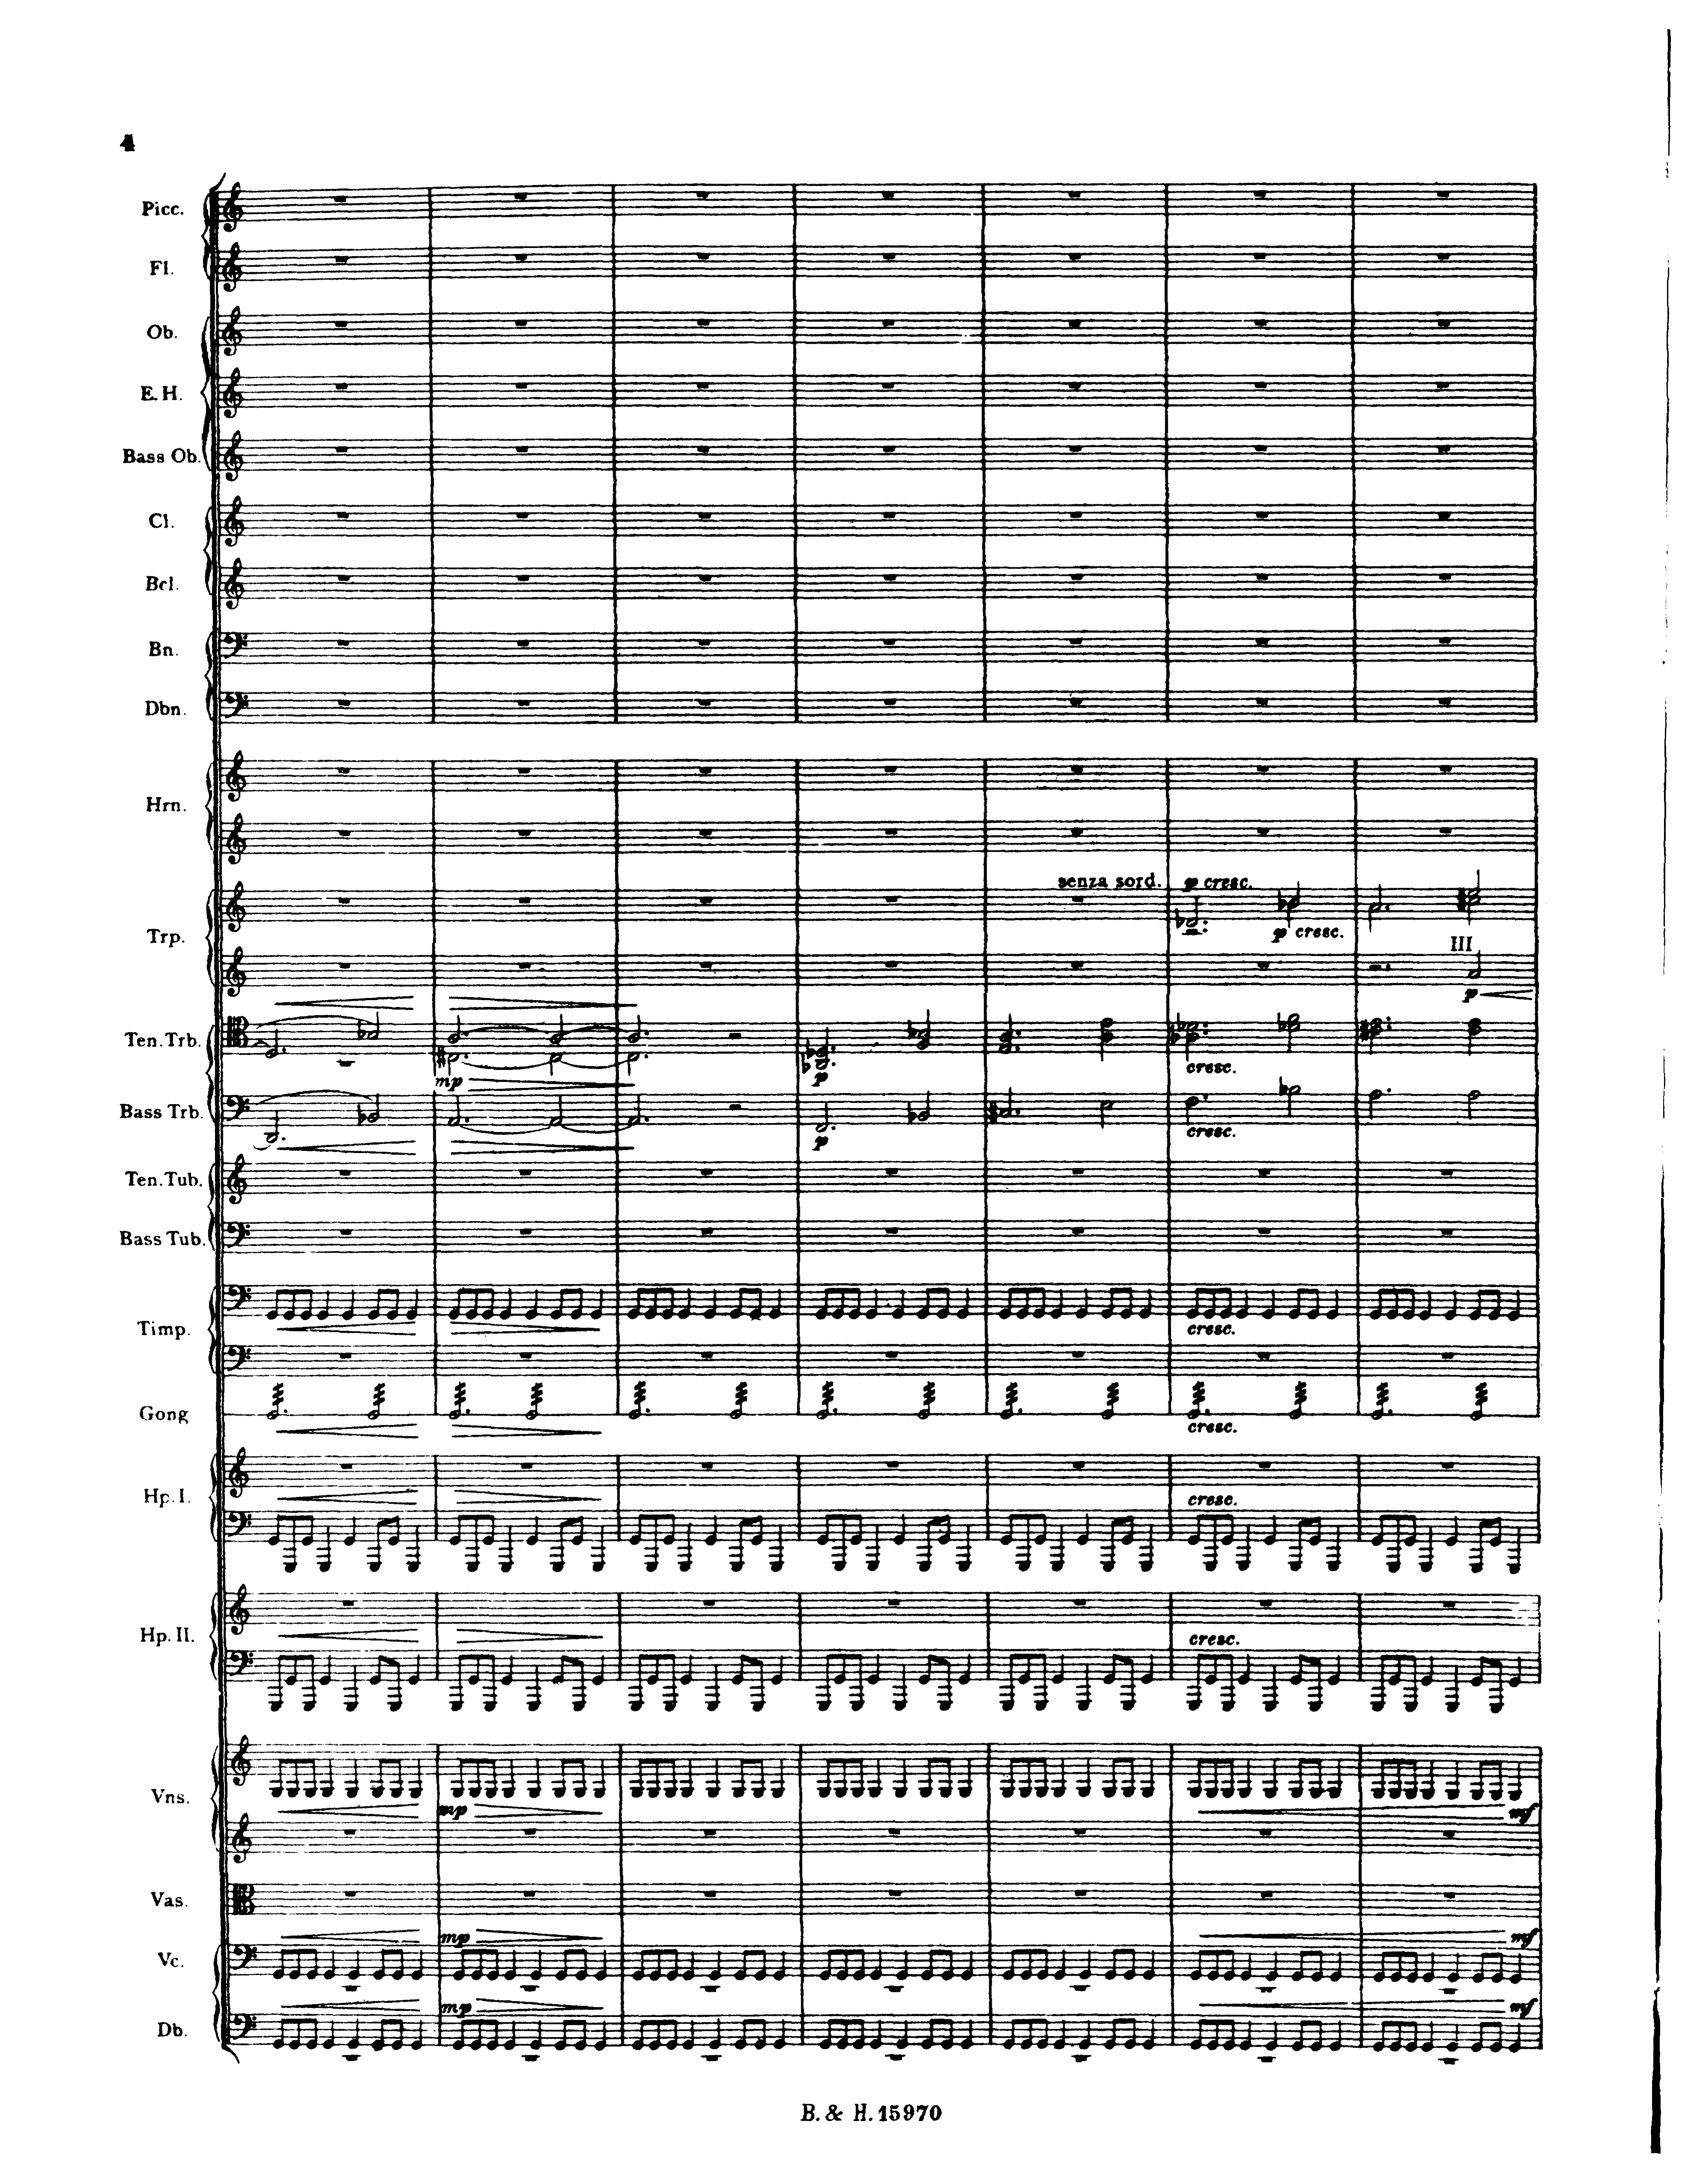 4
Picc.
Fl.
Ob.
E. H.
Bass Ob.
Cl.
Bcl.
Bn.
Dbn.
Hrn.
senza sord. p cresc.
p cresc.
Trp.
III
p
Ten. Trb.
cresc.
mp
p
Bass Trb.
cresc.
p
Ten. Tub.
Bass Tub.
Timp.
cresc.
Gong
cresc.
Hp. I.
cresc.
Hp. II.
cresc.
Vns.
mp
mf
Vas.
mp
mf
Vc.
mp
mf
Db.
B. & H. 15970